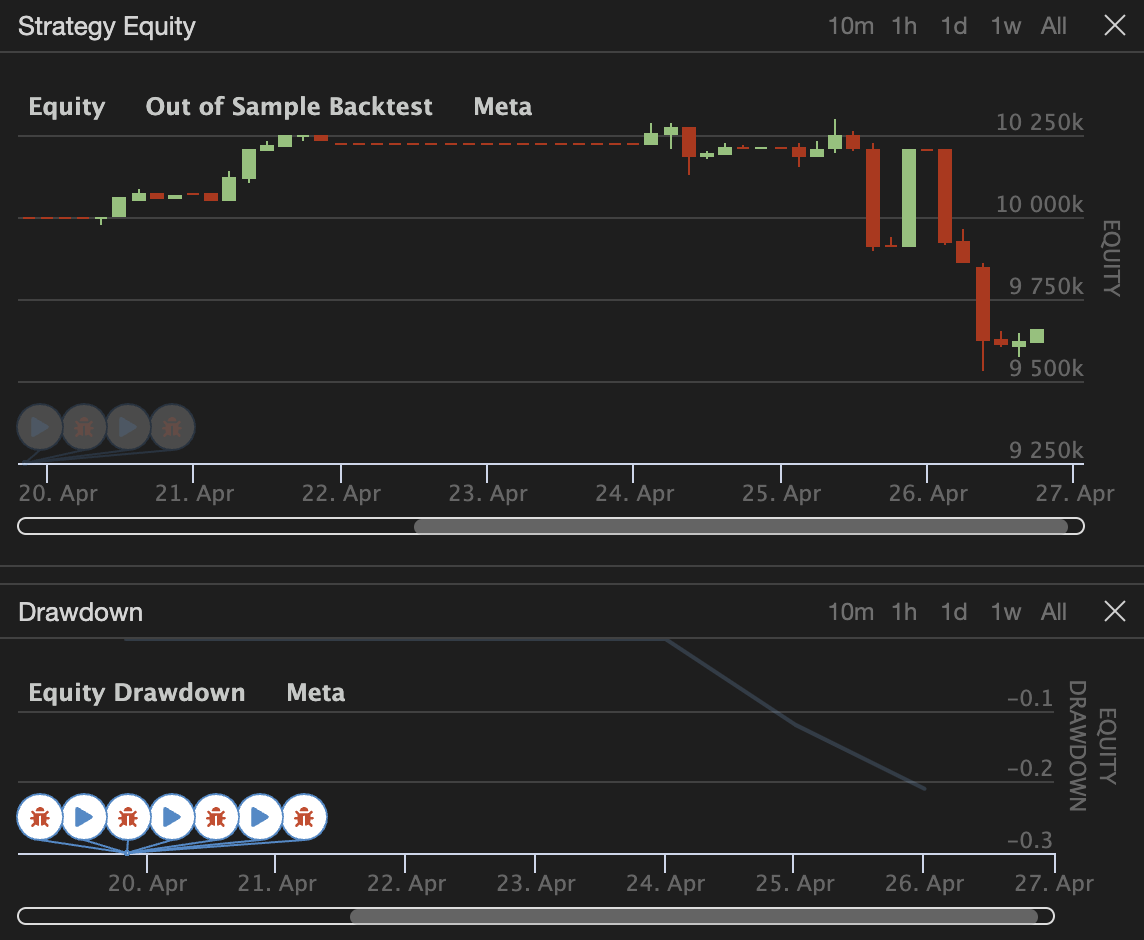 Strategy Equity 10m 1h 1d 1w All
Equity Out of Sample Backtest Meta
10 250k
10 000k
9 750k
9 500k
9 250k
EQUITY
20. Apr 21. Apr 22. Apr 23. Apr 24. Apr 25. Apr 26. Apr 27. Apr
Drawdown 10m 1h 1d 1w All
Equity Drawdown Meta
−0.1
−0.2
−0.3
EQUITY
DRAWDOWN
20. Apr 21. Apr 22. Apr 23. Apr 24. Apr 25. Apr 26. Apr 27. Apr